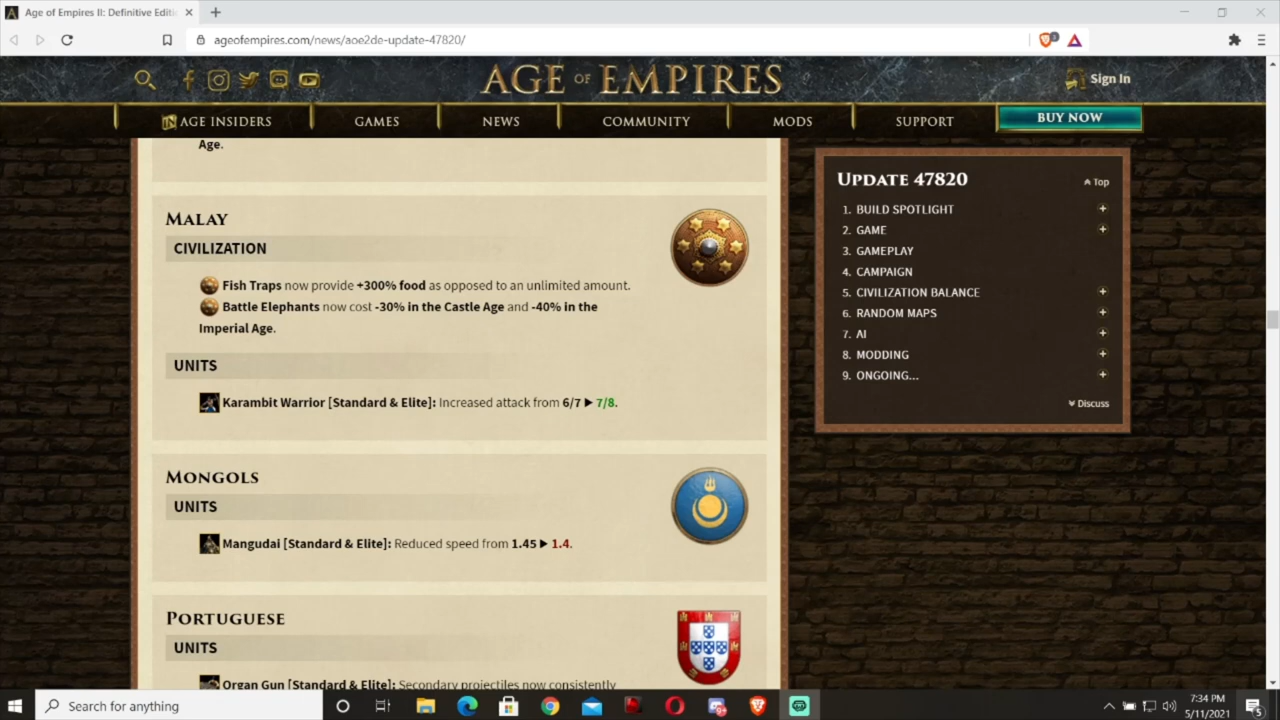 Age of Empires II: Definitive Editi
ageofempires.com/news/aoe2de-update-47820/
AGE OF EMPIRES
Sign In
AGE INSIDERS
GAMES
NEWS
COMMUNITY
MODS
SUPPORT
BUY NOW
Age.
MALAY
CIVILIZATION
Fish Traps now provide +300% food as opposed to an unlimited amount.
Battle Elephants now cost -30% in the Castle Age and -40% in the
Imperial Age.
UNITS
Karambit Warrior [Standard & Elite]: Increased attack from 6/7 ▶ 7/8.
MONGOLS
UNITS
Mangudai [Standard & Elite]: Reduced speed from 1.45 ▶ 1.4.
PORTUGUESE
UNITS
Organ Gun [Standard & Elite]: Secondary projectiles now consistently
UPDATE 47820
Top
1. BUILD SPOTLIGHT
2. GAME
3. GAMEPLAY
4. CAMPAIGN
5. CIVILIZATION BALANCE
6. RANDOM MAPS
7. AI
8. MODDING
9. ONGOING...
Discuss
Search for anything
7:34 PM
5/11/2021
5